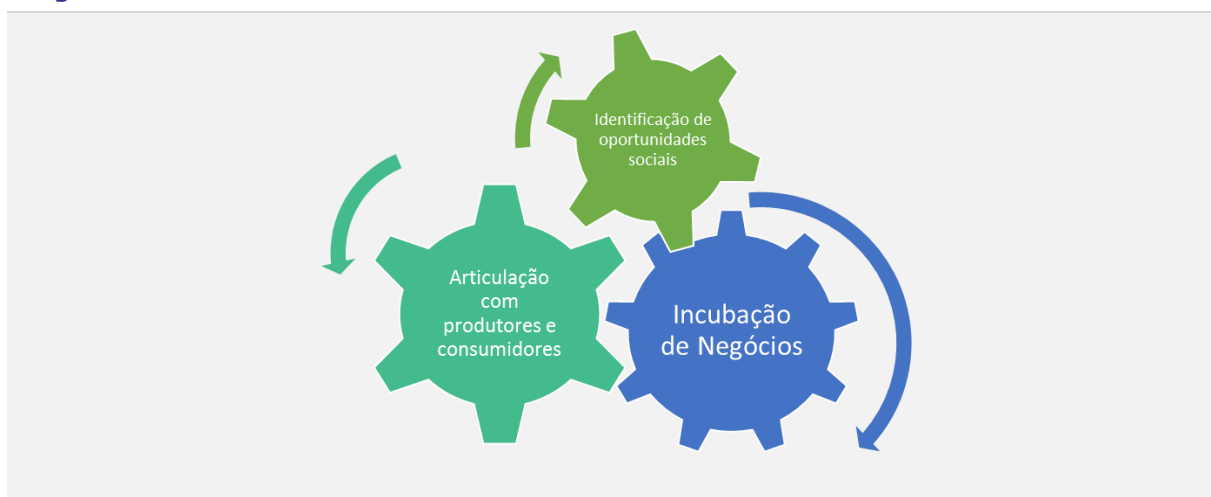 Identificação de
oportunidades
sociais
Articulação
com
produtores e
consumidores
Incubação
de Negócios